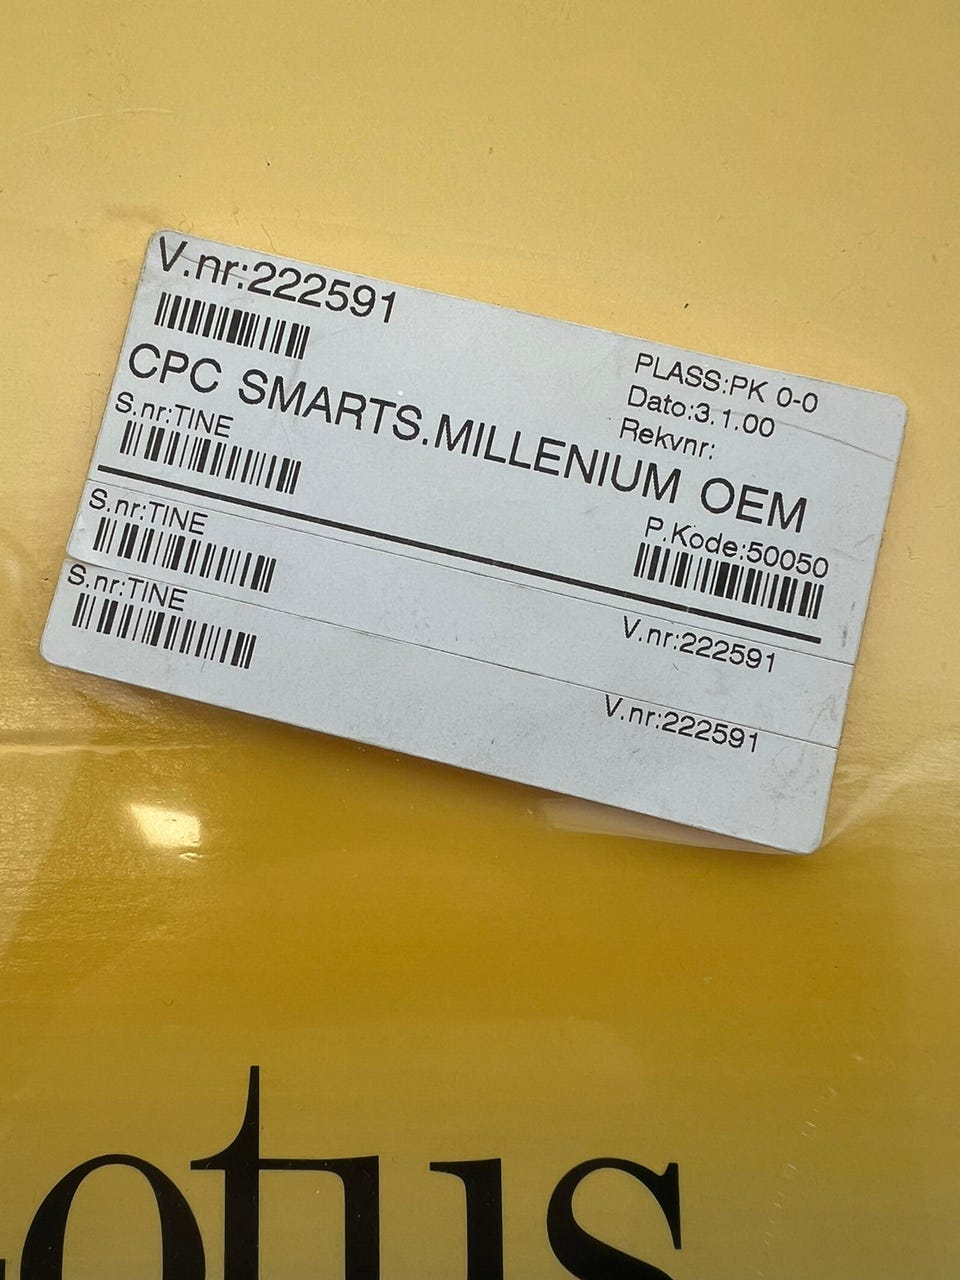 V.nr:222591
PLASS:PK 0-0
Dato:3.1.00
Rekvnr:
CPC SMARTS.MILLENIUM OEM
S.nr:TINE
P.Kode:50050
S.nr:TINE
V.nr:222591
S.nr:TINE
V.nr:222591
otus